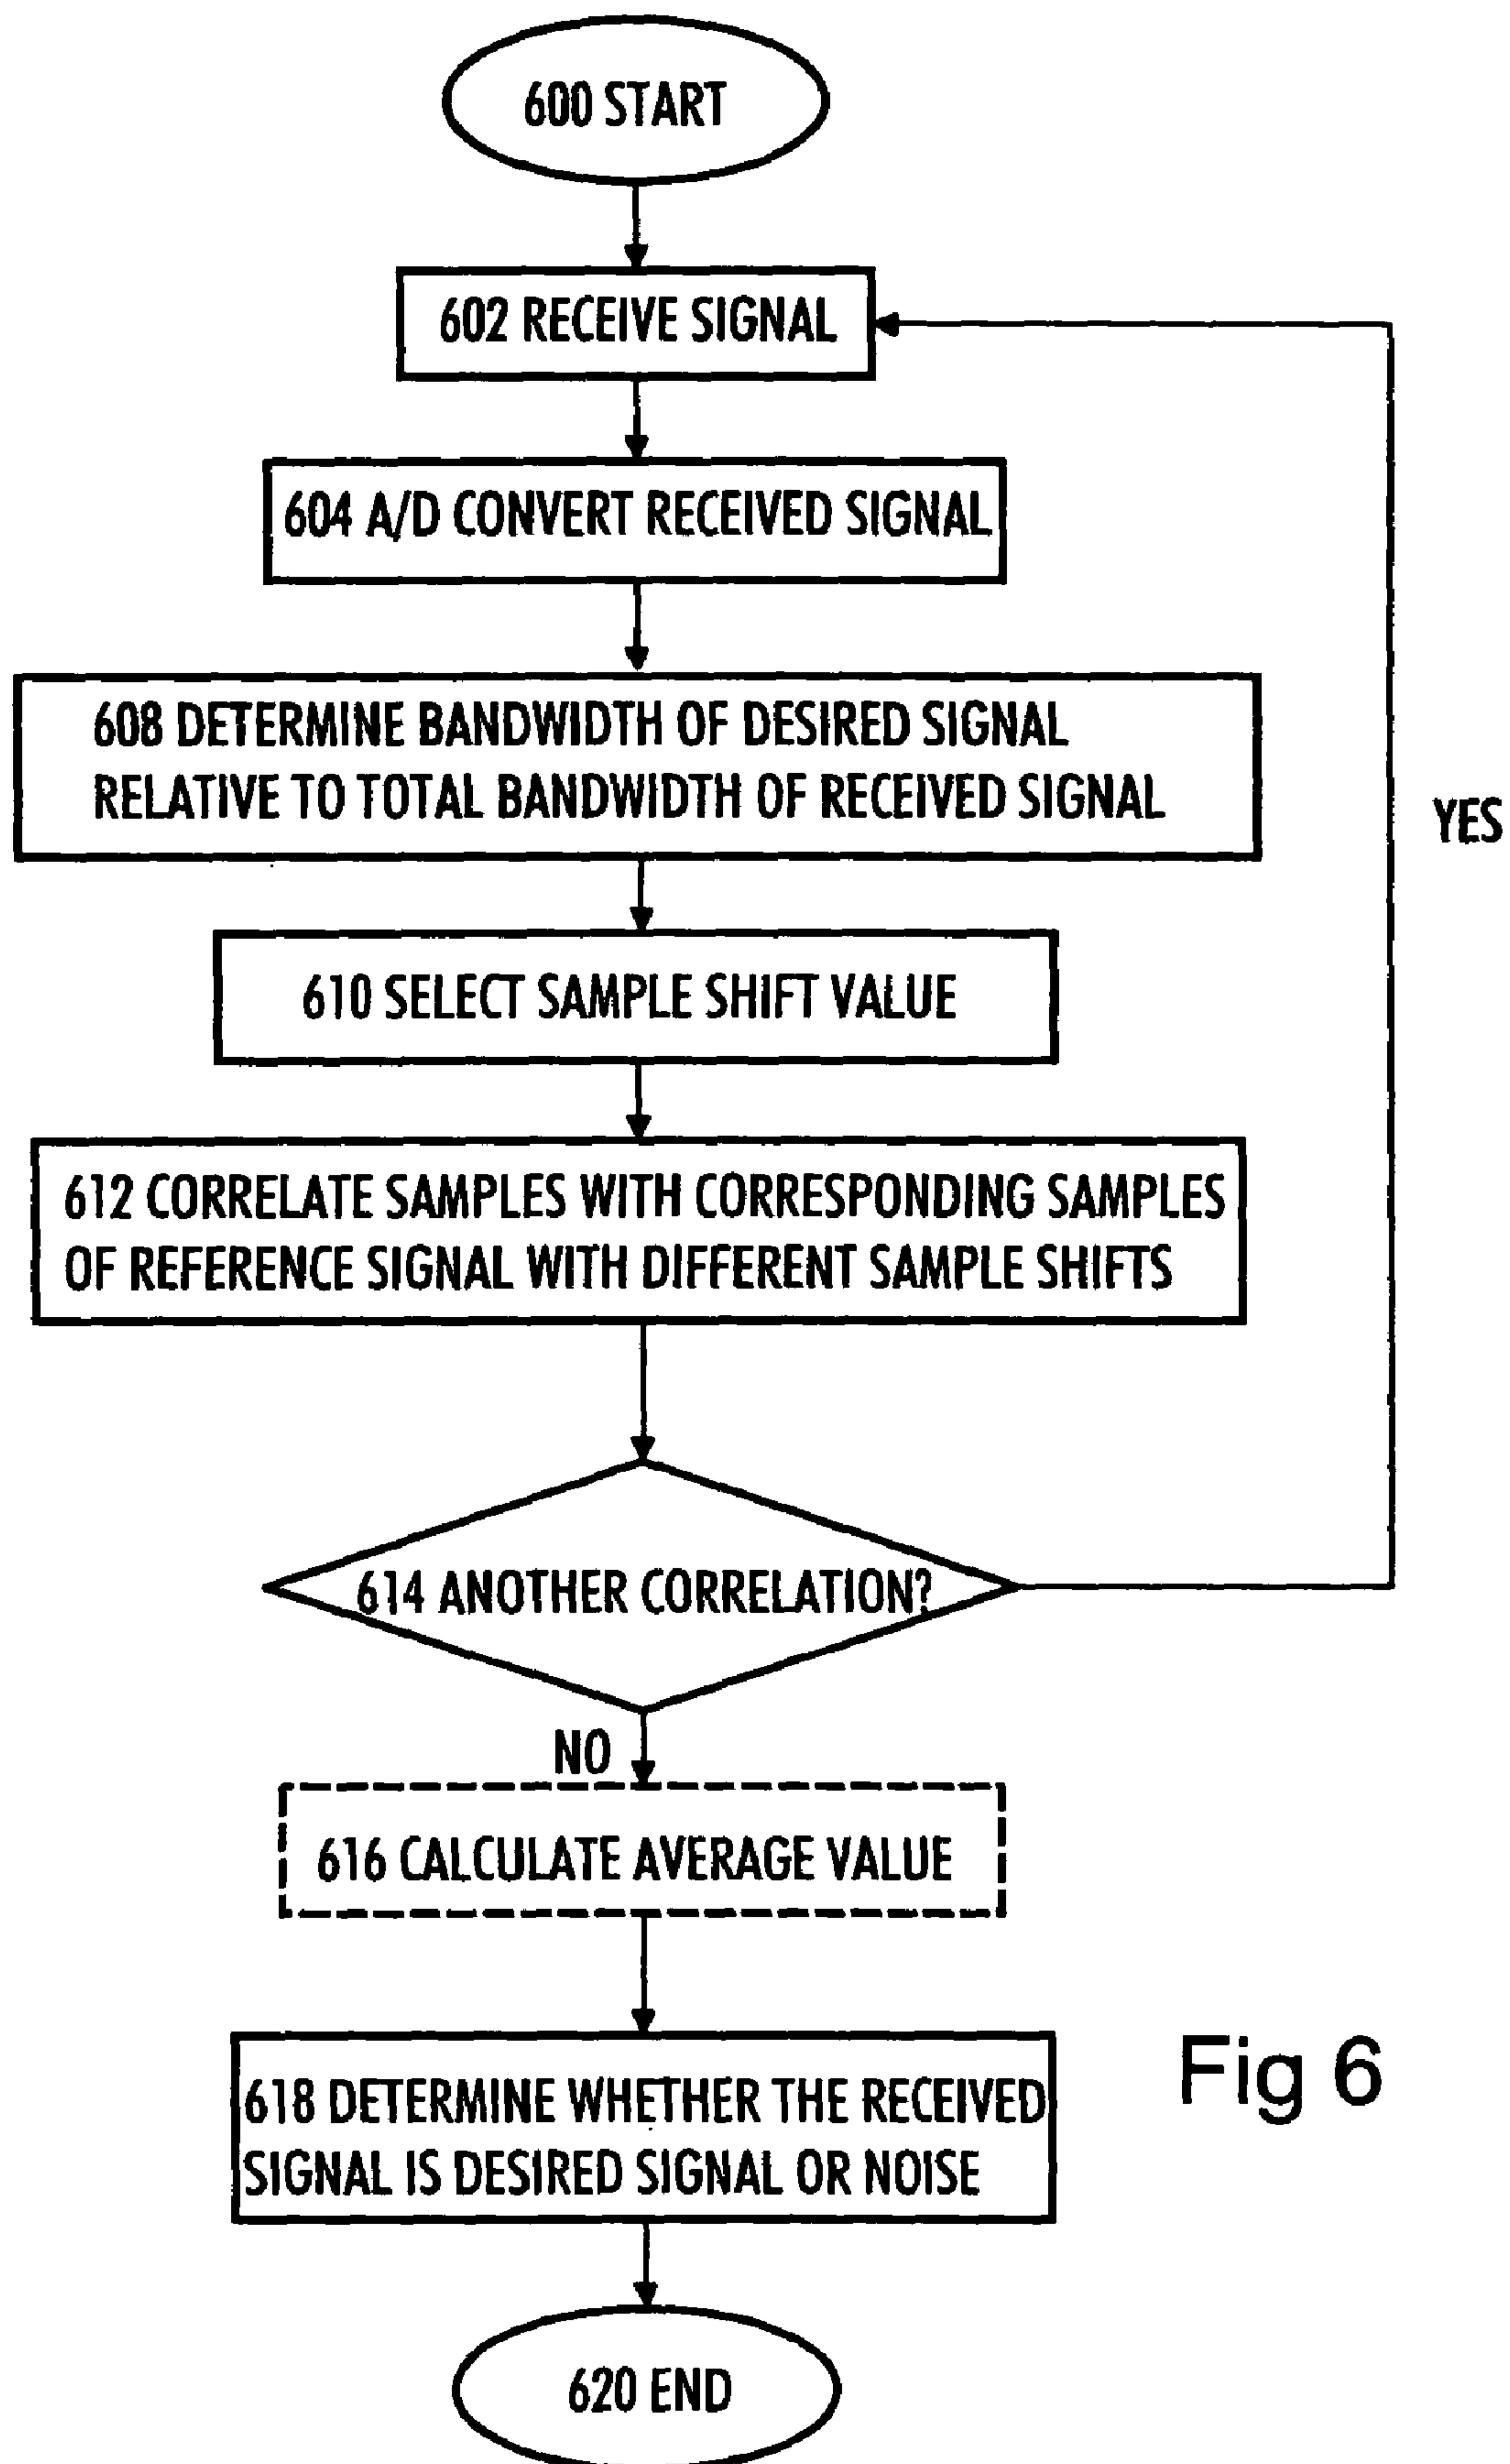 600 START
602 RECEIVE SIGNAL
604 A/D CONVERT RECEIVED SIGNAL
608 DETERMINE BANDWIDTH OF DESIRED SIGNAL
RELATIVE TO TOTAL BANDWIDTH OF RECEIVED SIGNAL
YES
610 SELECT SAMPLE SHIFT VALUE
612 CORRELATE SAMPLES WITH CORRESPONDING SAMPLES
OF REFERENCE SIGNAL WITH DIFFERENT SAMPLE SHIFTS
614 ANOTHER CORRELATION?
NO
616 CALCULATE AVERAGE VALUE
618 DETERMINE WHETHER THE RECEIVED
SIGNAL IS DESIRED SIGNAL OR NOISE
Fig 6
620 END